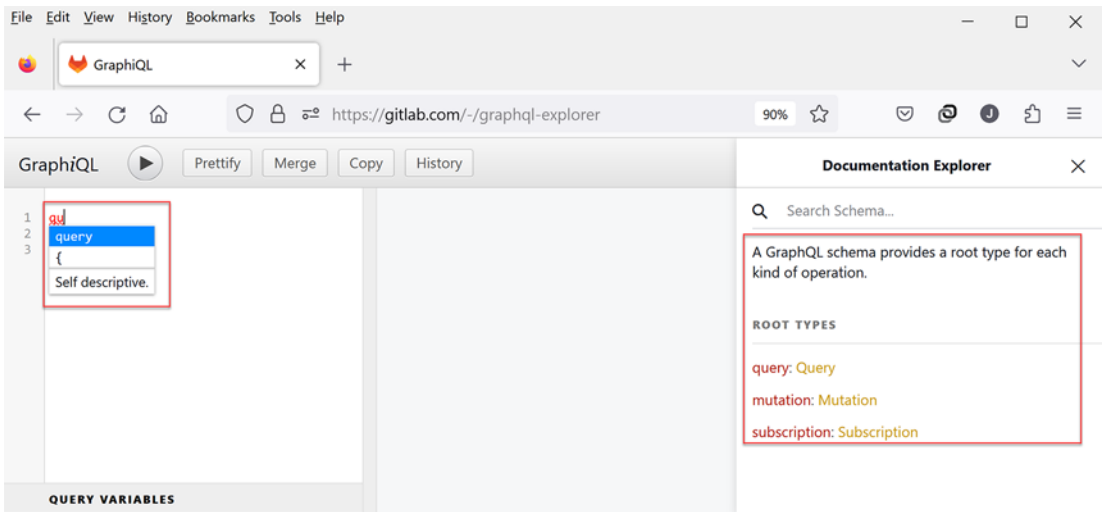 File Edit View History Bookmarks Tools Help
GraphiQL
https://gitlab.com/-/graphql-explorer 90% J
GraphiQL Prettify Merge Copy History
1 qu
2 query
3 {
Self descriptive.
QUERY VARIABLES
Documentation Explorer
Search Schema...
A GraphQL schema provides a root type for each
kind of operation.
ROOT TYPES
query: Query
mutation: Mutation
subscription: Subscription